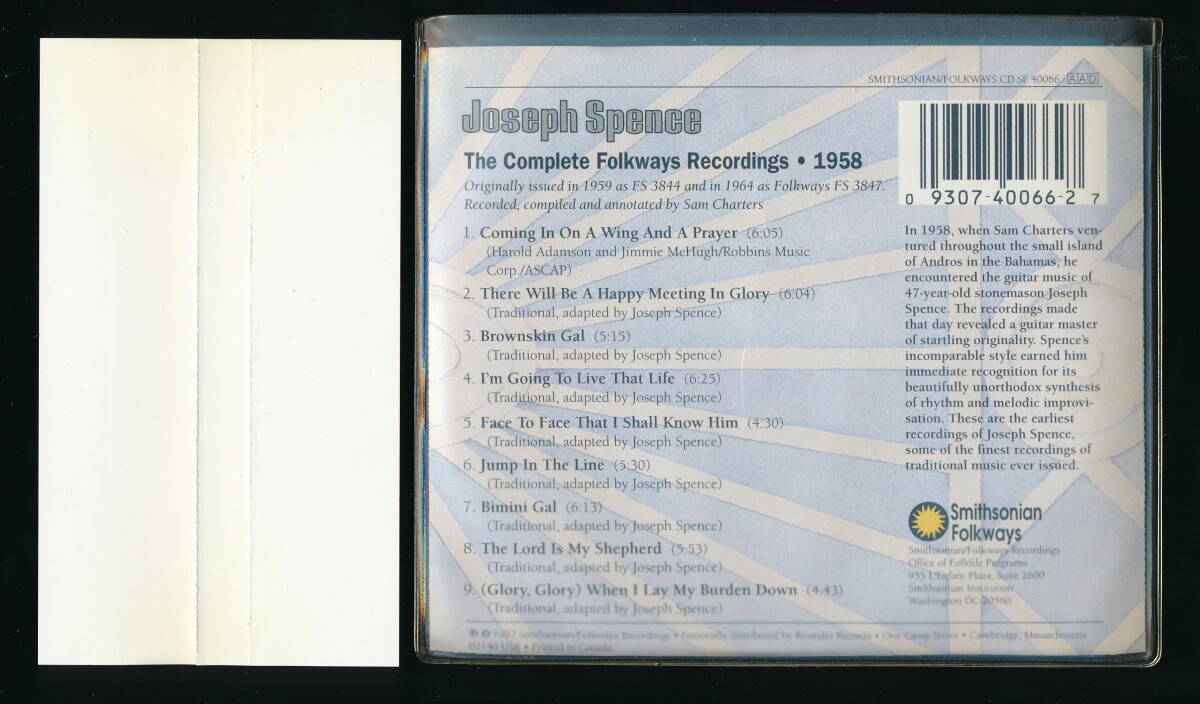 SMITHSONIAN/FOLKWAYS CD SF 40066 AAD
Joseph Spence
The Complete Folkways Recordings • 1958
Originally issued in 1959 as FS 3844 and in 1964 as Folkways FS 3847.
Recorded, compiled and annotated by Sam Charters
1. Coming In On A Wing And A Prayer (6:05)
(Harold Adamson and Jimmie McHugh/Robbins Music
Corp./ASCAP)
2. There Will Be A Happy Meeting In Glory (6:04)
(Traditional, adapted by Joseph Spence)
3. Brownskin Gal (5:15)
(Traditional, adapted by Joseph Spence)
4. I'm Going To Live That Life (6:25)
(Traditional, adapted by Joseph Spence)
5. Face To Face That I Shall Know Him (4:30)
(Traditional, adapted by Joseph Spence)
6. Jump In The Line (5:30)
(Traditional, adapted by Joseph Spence)
7. Bimini Gal (6:13)
(Traditional, adapted by Joseph Spence)
8. The Lord Is My Shepherd (5:53)
(Traditional, adapted by Joseph Spence)
9. (Glory, Glory) When I Lay My Burden Down (4:43)
(Traditional, adapted by Joseph Spence)
0 9307-40066-2 7
In 1958, when Sam Charters ven-
tured throughout the small island
of Andros in the Bahamas, he
encountered the guitar music of
47-year-old stonemason Joseph
Spence. The recordings made
that day revealed a guitar master
of startling originality. Spence's
incomparable style earned him
immediate recognition for its
beautifully unorthodox synthesis
of rhythm and melodic improvi-
sation. These are the earliest
recordings of Joseph Spence,
some of the finest recordings of
traditional music ever issued.
Smithsonian
Folkways
Smithsonian/Folkways Recordings
Office of Folklife Programs
955 L'Enfant Plaza, Suite 2600
Smithsonian Institution
Washington DC 20560
℗ © 1992 Smithsonian/Folkways Recordings • Nationally distributed by Rounder Records • One Camp Street • Cambridge, Massachusetts
02140 USA • Printed in Canada